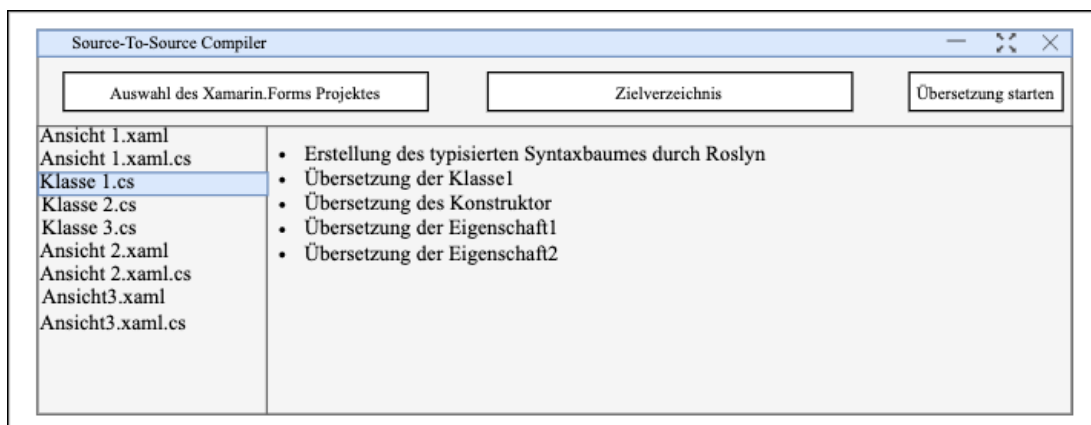 Source-To-Source Compiler
Auswahl des Xamarin.Forms Projektes
Zielverzeichnis
Übersetzung starten
Ansicht 1.xaml
Ansicht 1.xaml.cs
Klasse 1.cs
Klasse 2.cs
Klasse 3.cs
Ansicht 2.xaml
Ansicht 2.xaml.cs
Ansicht3.xaml
Ansicht3.xaml.cs
• Erstellung des typisierten Syntaxbaumes durch Roslyn
• Übersetzung der Klasse1
• Übersetzung des Konstruktor
• Übersetzung der Eigenschaft1
• Übersetzung der Eigenschaft2